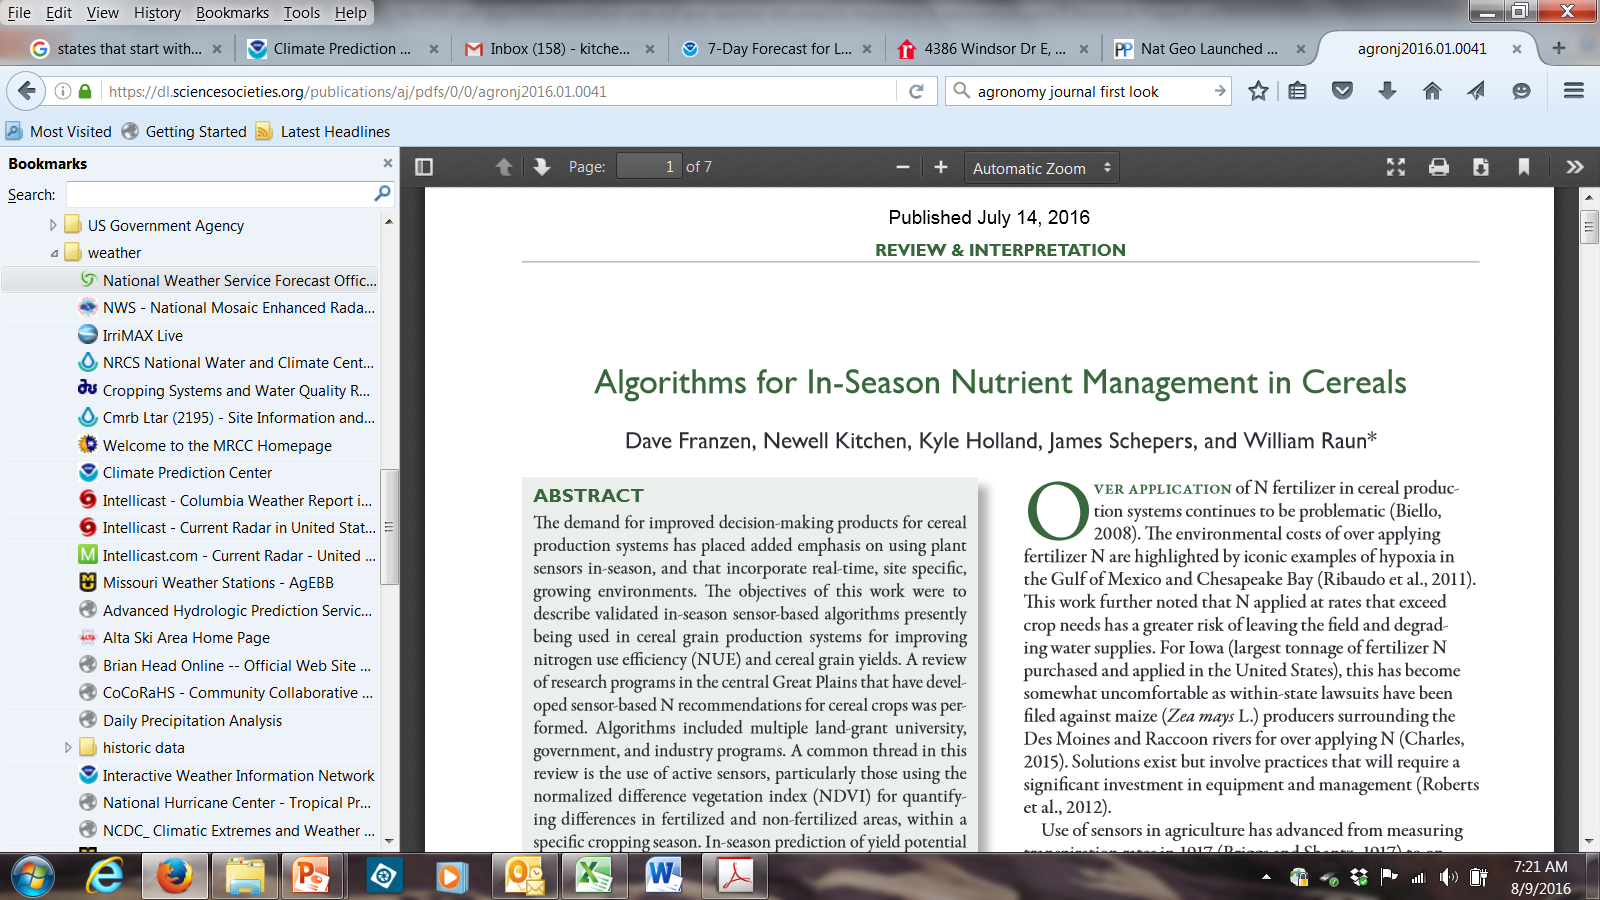 File Edit View History Bookmarks Tools Help
states that start with...
Climate Prediction ...
Inbox (158) - kitche...
7-Day Forecast for L...
4386 Windsor Dr E, ...
Nat Geo Launched ...
agronj2016.01.0041
https://dl.sciencesocieties.org/publications/aj/pdfs/0/0/agronj2016.01.0041
agronomy journal first look
Most Visited Getting Started Latest Headlines
Bookmarks
Search:
US Government Agency
weather
National Weather Service Forecast Offic...
NWS - National Mosaic Enhanced Rada...
IrriMAX Live
NRCS National Water and Climate Cent...
Cropping Systems and Water Quality R...
Cmrb Ltar (2195) - Site Information and...
Welcome to the MRCC Homepage
Climate Prediction Center
Intellicast - Columbia Weather Report i...
Intellicast - Current Radar in United Stat...
Intellicast.com - Current Radar - United ...
Missouri Weather Stations - AgEBB
Advanced Hydrologic Prediction Servic...
Alta Ski Area Home Page
Brian Head Online -- Official Web Site ...
CoCoRaHS - Community Collaborative ...
Daily Precipitation Analysis
historic data
Interactive Weather Information Network
National Hurricane Center - Tropical Pr...
NCDC_ Climatic Extremes and Weather ...
Page: 1 of 7
Automatic Zoom
Published July 14, 2016
REVIEW & INTERPRETATION
Algorithms for In-Season Nutrient Management in Cereals
Dave Franzen, Newell Kitchen, Kyle Holland, James Schepers, and William Raun*
ABSTRACT
The demand for improved decision-making products for cereal
production systems has placed added emphasis on using plant
sensors in-season, and that incorporate real-time, site specific,
growing environments. The objectives of this work were to
describe validated in-season sensor-based algorithms presently
being used in cereal grain production systems for improving
nitrogen use efficiency (NUE) and cereal grain yields. A review
of research programs in the central Great Plains that have devel-
oped sensor-based N recommendations for cereal crops was per-
formed. Algorithms included multiple land-grant university,
government, and industry programs. A common thread in this
review is the use of active sensors, particularly those using the
normalized difference vegetation index (NDVI) for quantify-
ing differences in fertilized and non-fertilized areas, within a
specific cropping season. In-season prediction of yield potential
OVER APPLICATION of N fertilizer in cereal produc-
tion systems continues to be problematic (Biello,
2008). The environmental costs of over applying
fertilizer N are highlighted by iconic examples of hypoxia in
the Gulf of Mexico and Chesapeake Bay (Ribaudo et al., 2011).
This work further noted that N applied at rates that exceed
crop needs has a greater risk of leaving the field and degrad-
ing water supplies. For Iowa (largest tonnage of fertilizer N
purchased and applied in the United States), this has become
somewhat uncomfortable as within-state lawsuits have been
filed against maize (Zea mays L.) producers surrounding the
Des Moines and Raccoon rivers for over applying N (Charles,
2015). Solutions exist but involve practices that will require a
significant investment in equipment and management (Roberts
et al., 2012).
Use of sensors in agriculture has advanced from measuring
transpiration rates in 1917 (Briggs and Shantz, 1917) to on
7:21 AM
8/9/2016